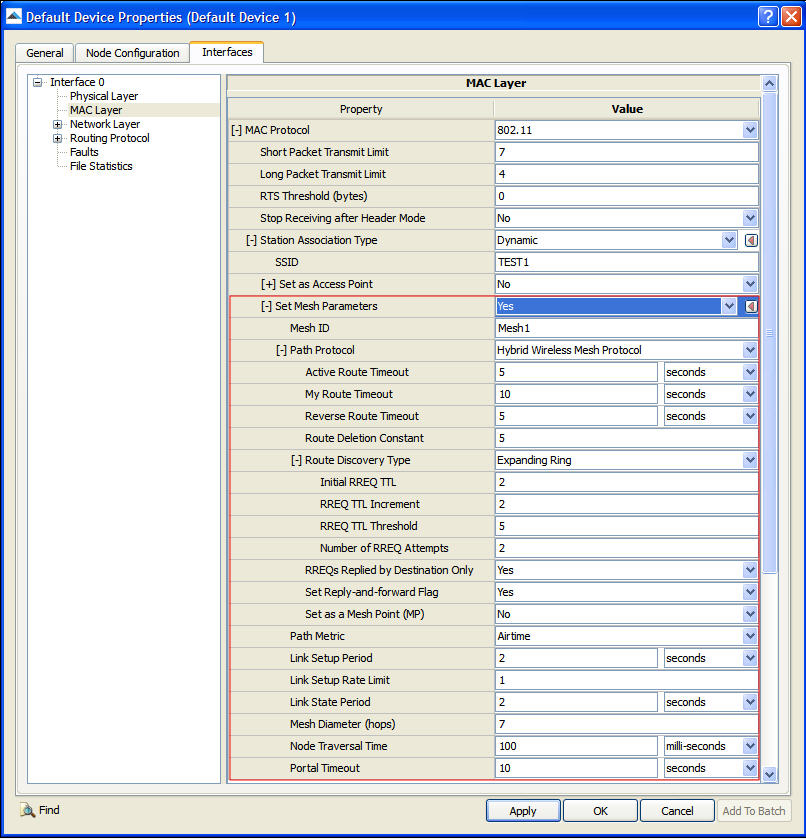 Default Device Properties (Default Device 1)
General Node Configuration Interfaces
Interface 0
Physical Layer
MAC Layer
Network Layer
Routing Protocol
Faults
File Statistics
MAC Layer
Property Value
[-] MAC Protocol 802.11
Short Packet Transmit Limit 7
Long Packet Transmit Limit 4
RTS Threshold (bytes) 0
Stop Receiving after Header Mode No
[-] Station Association Type Dynamic
SSID TEST1
[+] Set as Access Point No
[-] Set Mesh Parameters Yes
Mesh ID Mesh1
[-] Path Protocol Hybrid Wireless Mesh Protocol
Active Route Timeout 5 seconds
My Route Timeout 10 seconds
Reverse Route Timeout 5 seconds
Route Deletion Constant 5
[-] Route Discovery Type Expanding Ring
Initial RREQ TTL 2
RREQ TTL Increment 2
RREQ TTL Threshold 5
Number of RREQ Attempts 2
RREQs Replied by Destination Only Yes
Set Reply-and-forward Flag Yes
Set as a Mesh Point (MP) No
Path Metric Airtime
Link Setup Period 2 seconds
Link Setup Rate Limit 1
Link State Period 2 seconds
Mesh Diameter (hops) 7
Node Traversal Time 100 milli-seconds
Portal Timeout 10 seconds
Find Apply OK Cancel Add To Batch